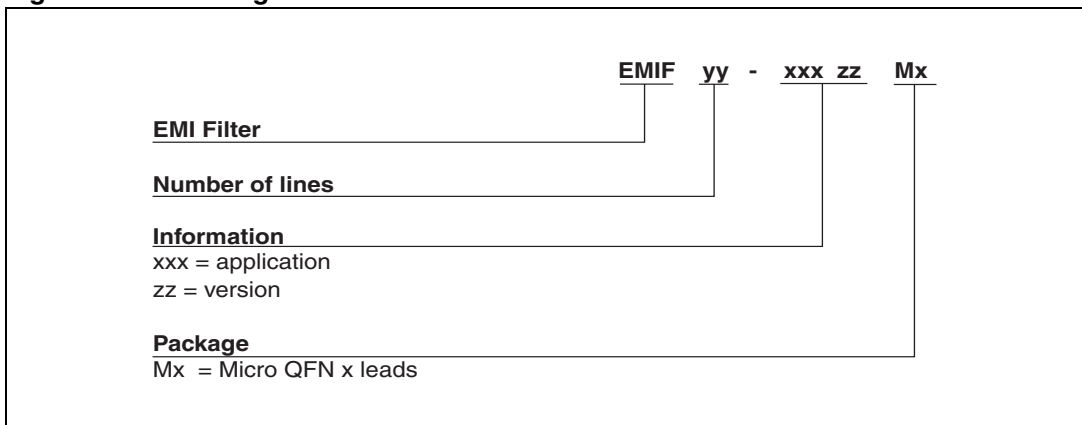 EMIF yy - xxx zz Mx
EMI Filter
Number of lines
Information
xxx = application
zz = version
Package
Mx = Micro QFN x leads